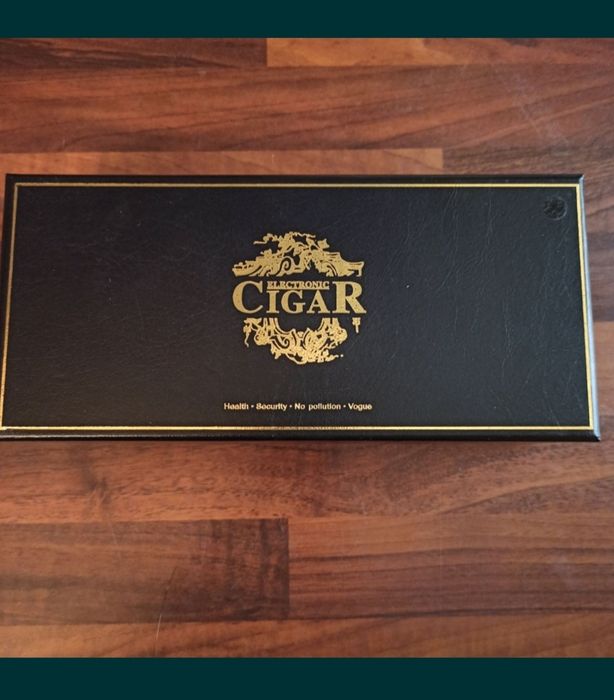 ELECTRONIC
CIGAR
Health • Security • No pollution • Vogue